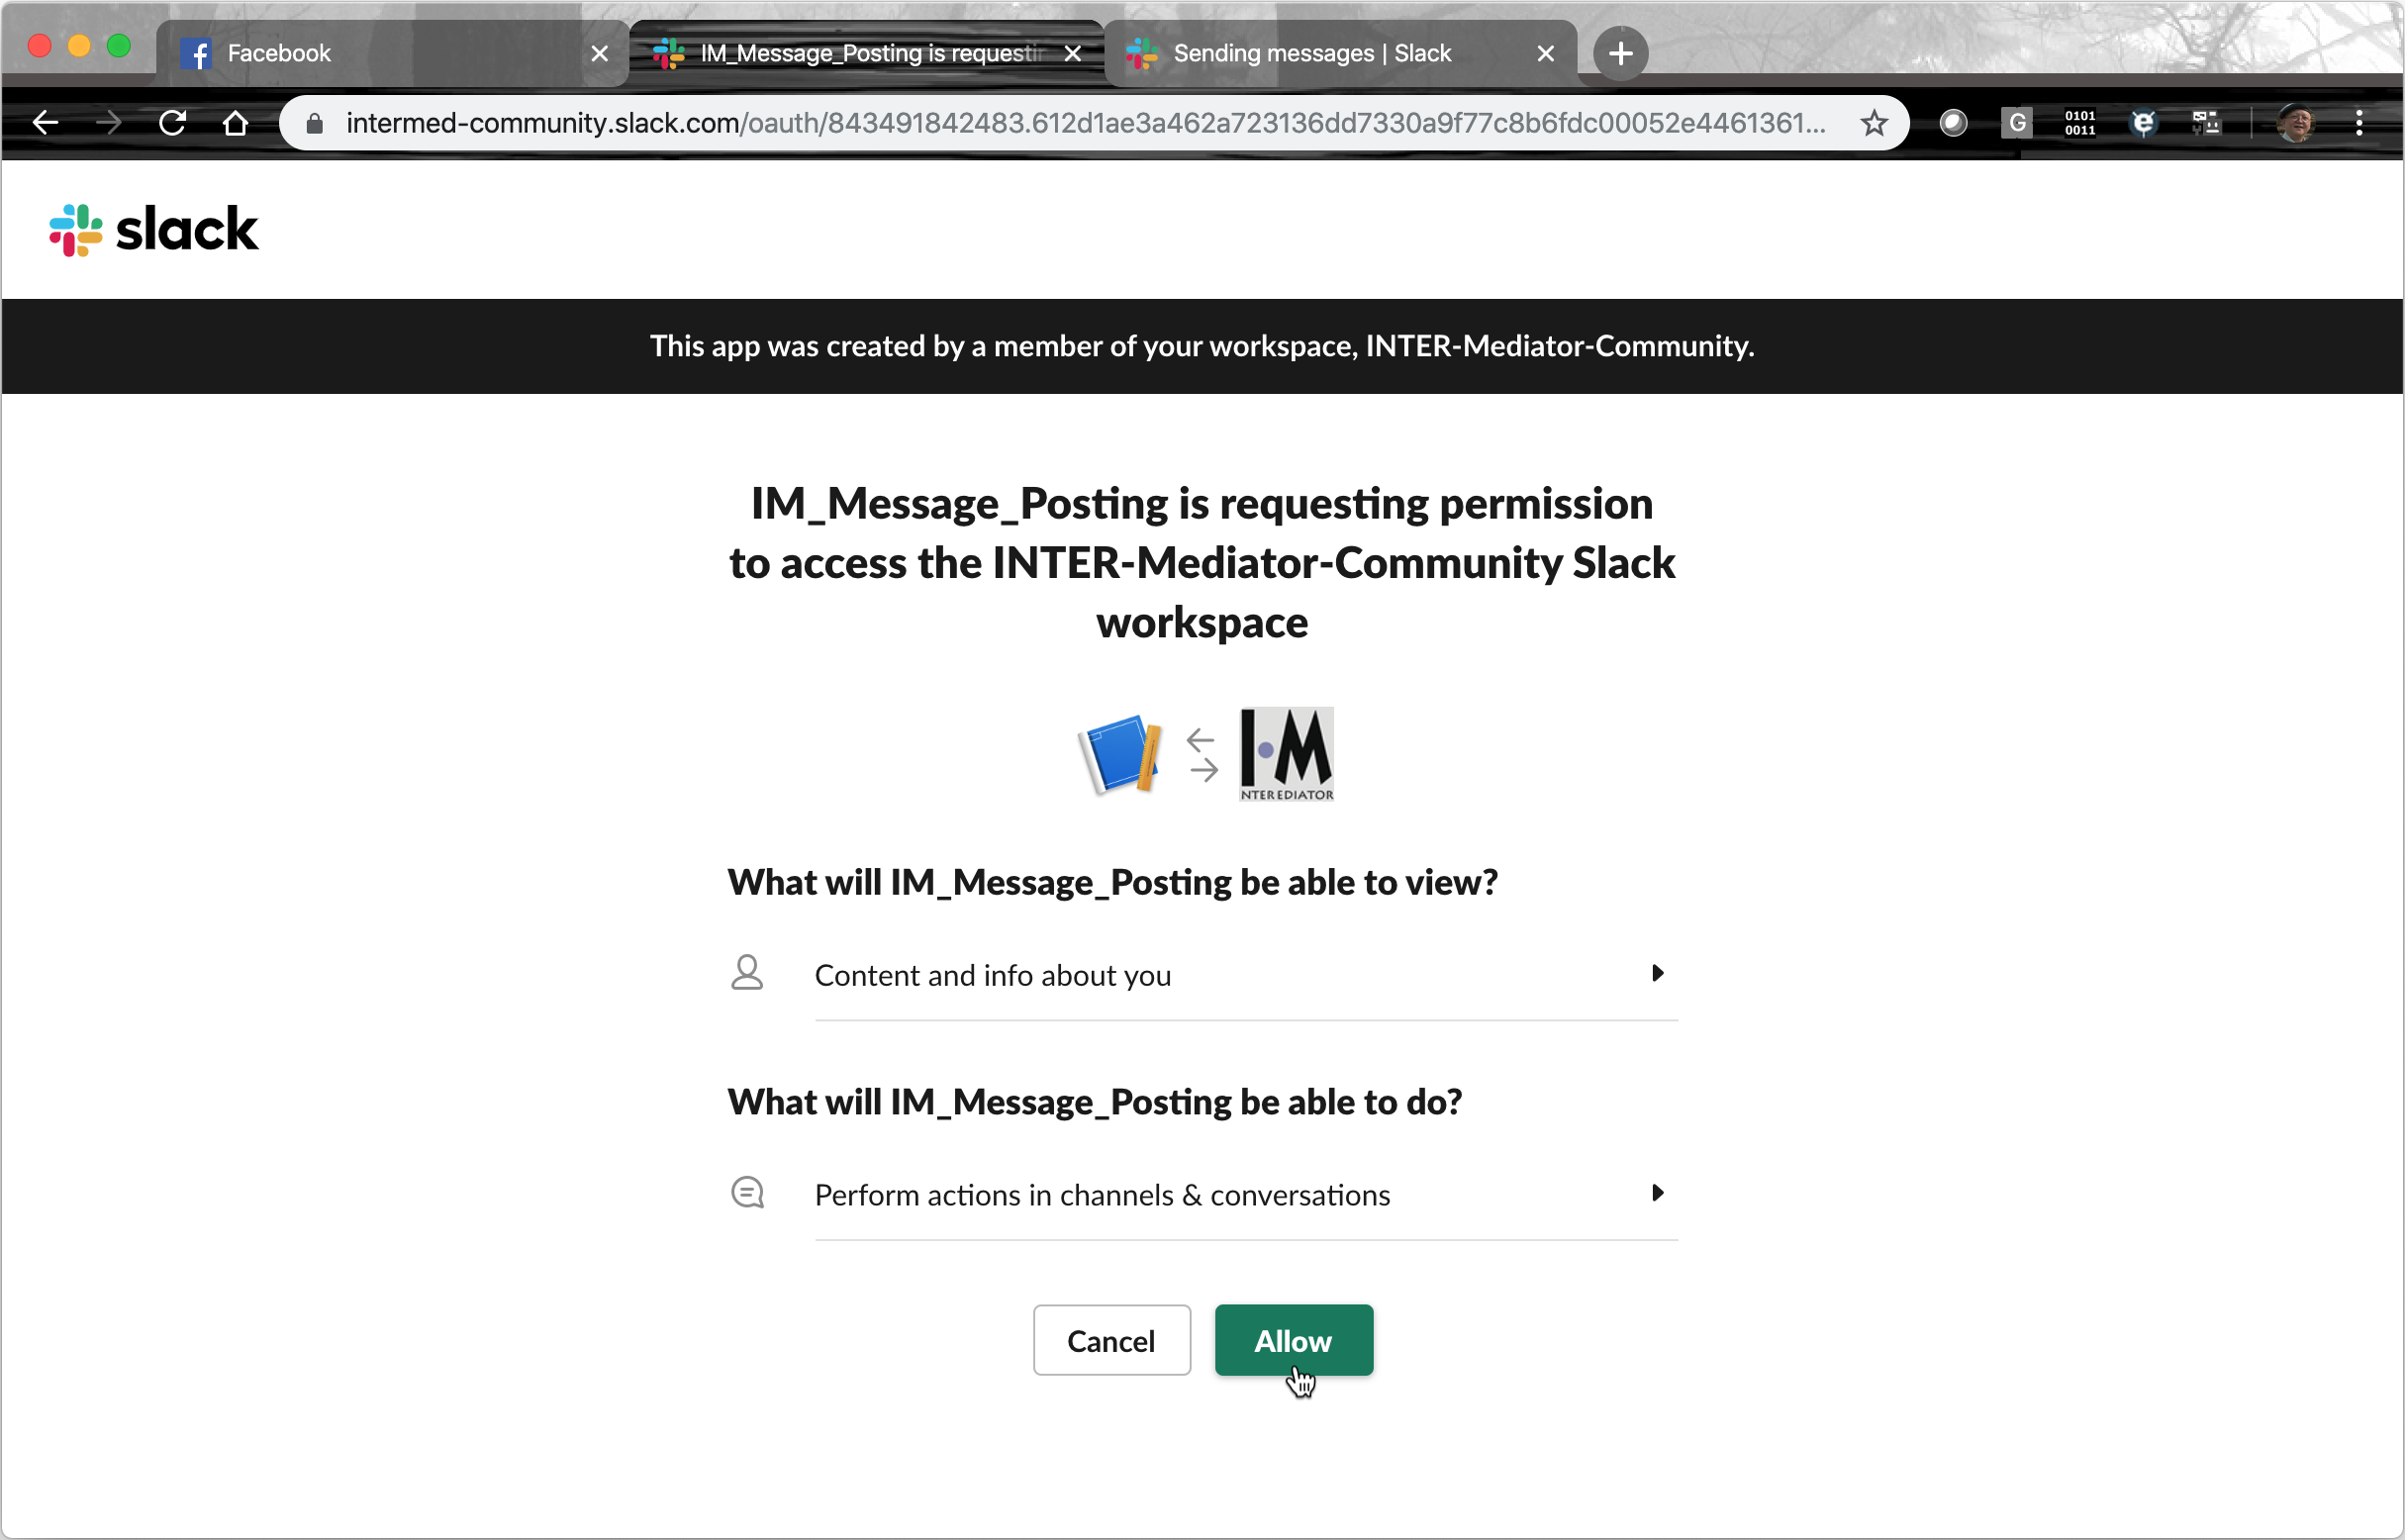 Facebook
IM_Message_Posting is requestin
Sending messages | Slack
intermed-community.slack.com/oauth/843491842483.612d1ae3a462a723136dd7330a9f77c8b6fdc00052e4461361...
G
0101
0011
slack
This app was created by a member of your workspace, INTER-Mediator-Community.
IM_Message_Posting is requesting permission
to access the INTER-Mediator-Community Slack
workspace
I•M
NTER EDIATOR
What will IM_Message_Posting be able to view?
Content and info about you
What will IM_Message_Posting be able to do?
Perform actions in channels & conversations
Cancel
Allow